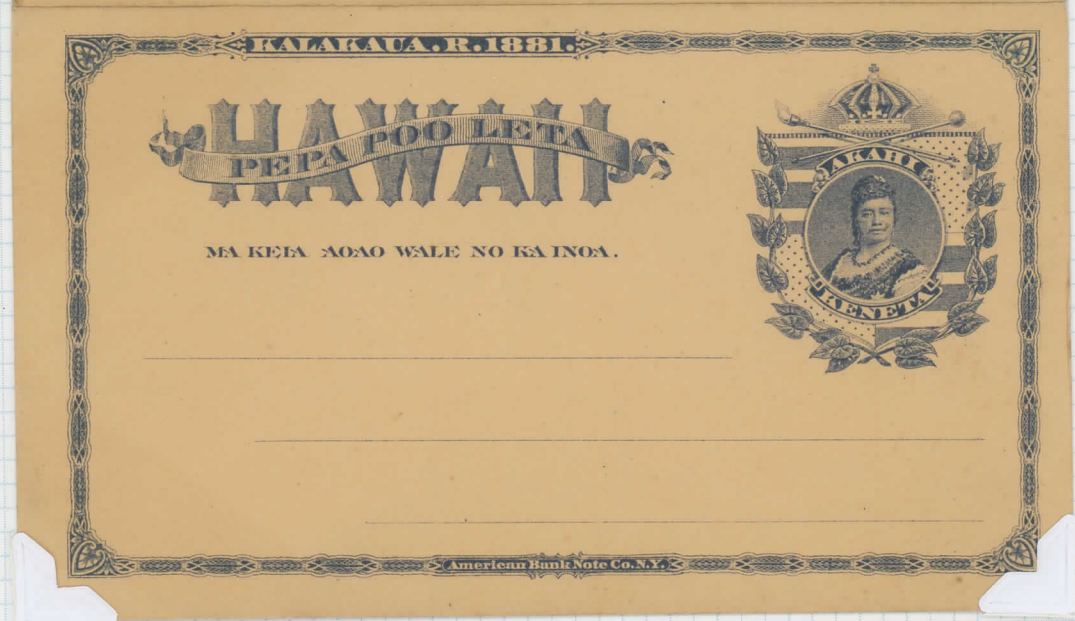 KALAKAUA. R. 1881.
HAWAII
PEPA POO LETA
AKAHI
KENETA
MA KEIA AOAO WALE NO KA INOA.
American Bank Note Co. N.Y.